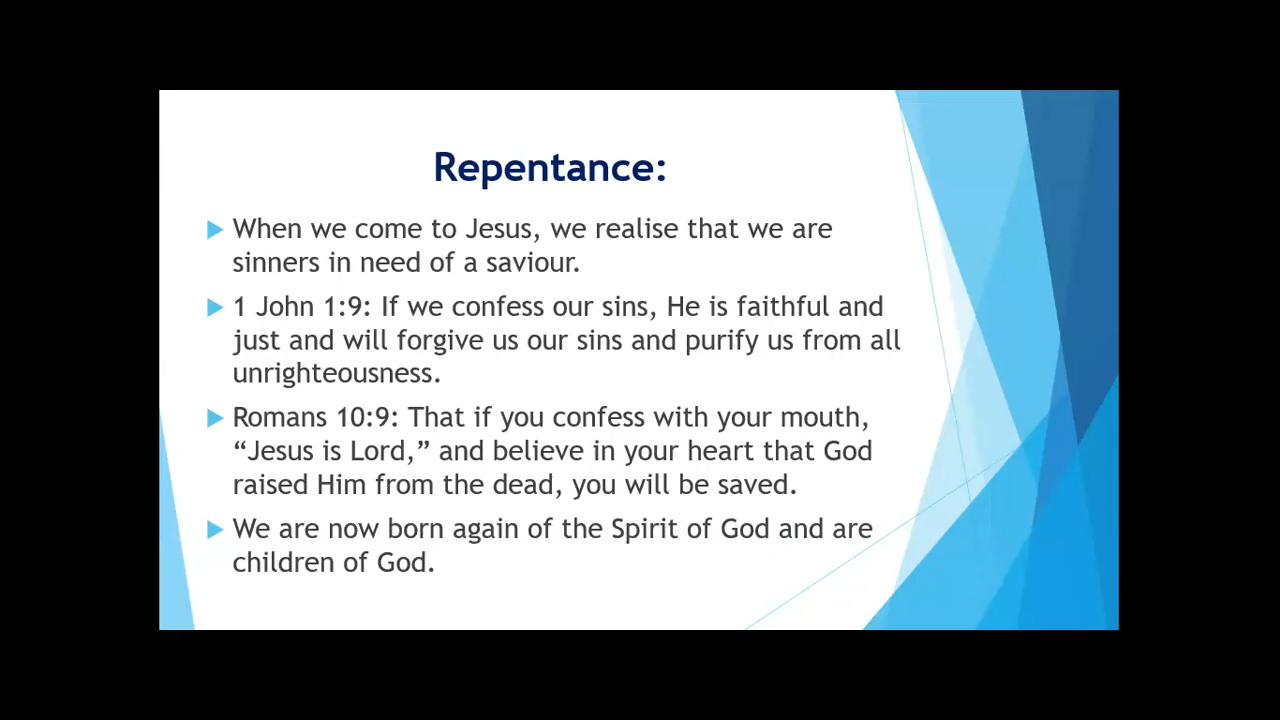 Repentance:
When we come to Jesus, we realise that we are
sinners in need of a saviour.
1 John 1:9: If we confess our sins, He is faithful and
just and will forgive us our sins and purify us from all
unrighteousness.
Romans 10:9: That if you confess with your mouth,
“Jesus is Lord,” and believe in your heart that God
raised Him from the dead, you will be saved.
We are now born again of the Spirit of God and are
children of God.